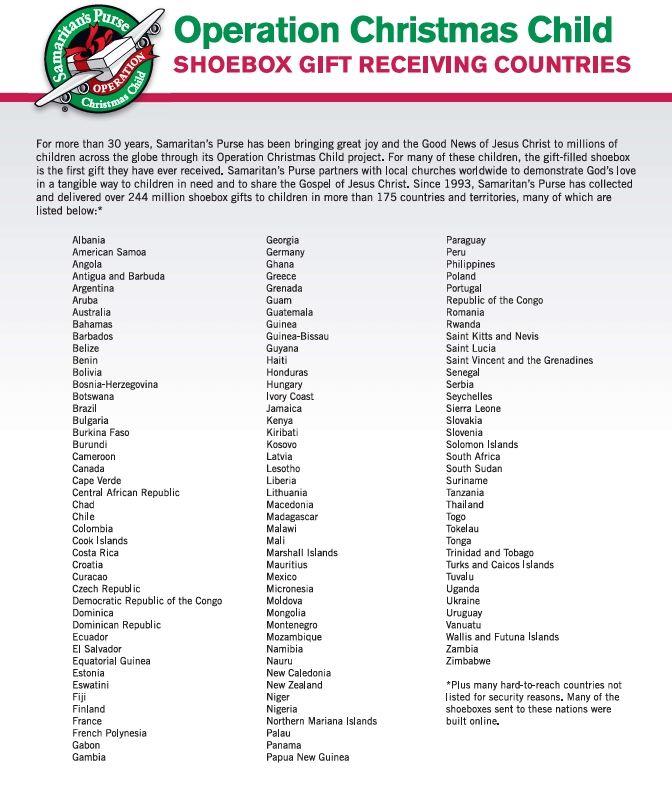 Samaritan's Purse
OPERATION
Christmas Child
®
Operation Christmas Child
SHOEBOX GIFT RECEIVING COUNTRIES
For more than 30 years, Samaritan's Purse has been bringing great joy and the Good News of Jesus Christ to millions of
children across the globe through its Operation Christmas Child project. For many of these children, the gift-filled shoebox
is the first gift they have ever received. Samaritan's Purse partners with local churches worldwide to demonstrate God's love
in a tangible way to children in need and to share the Gospel of Jesus Christ. Since 1993, Samaritan's Purse has collected
and delivered over 244 million shoebox gifts to children in more than 175 countries and territories, many of which are
listed below:*
Albania
American Samoa
Angola
Antigua and Barbuda
Argentina
Aruba
Australia
Bahamas
Barbados
Belize
Benin
Bolivia
Bosnia-Herzegovina
Botswana
Brazil
Bulgaria
Burkina Faso
Burundi
Cameroon
Canada
Cape Verde
Central African Republic
Chad
Chile
Colombia
Cook Islands
Costa Rica
Croatia
Curacao
Czech Republic
Democratic Republic of the Congo
Dominica
Dominican Republic
Ecuador
El Salvador
Equatorial Guinea
Estonia
Eswatini
Fiji
Finland
France
French Polynesia
Gabon
Gambia
Georgia
Germany
Ghana
Greece
Grenada
Guam
Guatemala
Guinea
Guinea-Bissau
Guyana
Haiti
Honduras
Hungary
Ivory Coast
Jamaica
Kenya
Kiribati
Kosovo
Latvia
Lesotho
Liberia
Lithuania
Macedonia
Madagascar
Malawi
Mali
Marshall Islands
Mauritius
Mexico
Micronesia
Moldova
Mongolia
Montenegro
Mozambique
Namibia
Nauru
New Caledonia
New Zealand
Niger
Nigeria
Northern Mariana Islands
Palau
Panama
Papua New Guinea
Paraguay
Peru
Philippines
Poland
Portugal
Republic of the Congo
Romania
Rwanda
Saint Kitts and Nevis
Saint Lucia
Saint Vincent and the Grenadines
Senegal
Serbia
Seychelles
Sierra Leone
Slovakia
Slovenia
Solomon Islands
South Africa
South Sudan
Suriname
Tanzania
Thailand
Togo
Tokelau
Tonga
Trinidad and Tobago
Turks and Caicos Islands
Tuvalu
Uganda
Ukraine
Uruguay
Vanuatu
Wallis and Futuna Islands
Zambia
Zimbabwe
*Plus many hard-to-reach countries not
listed for security reasons. Many of the
shoeboxes sent to these nations were
built online.